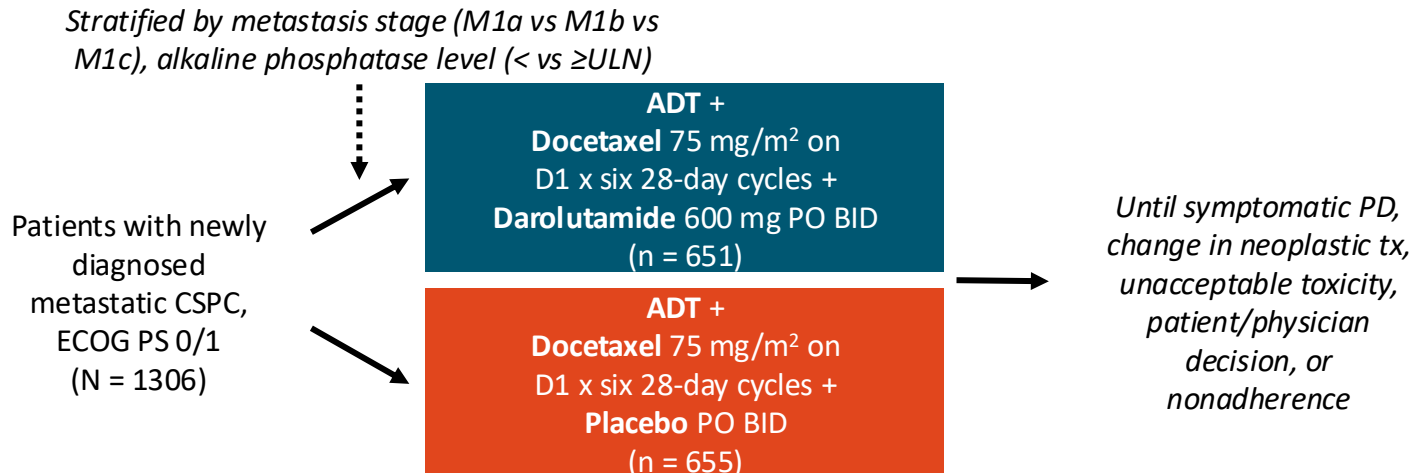 Stratified by metastasis stage (M1a vs M1b vs
M1c), alkaline phosphatase level (< vs ≥ULN)
Patients with newly
diagnosed
metastatic CSPC,
ECOG PS 0/1
(N = 1306)
ADT +
Docetaxel 75 mg/m² on
D1 x six 28-day cycles +
Darolutamide 600 mg PO BID
(n = 651)
ADT +
Docetaxel 75 mg/m² on
D1 x six 28-day cycles +
Placebo PO BID
(n = 655)
Until symptomatic PD,
change in neoplastic tx,
unacceptable toxicity,
patient/physician
decision, or
nonadherence